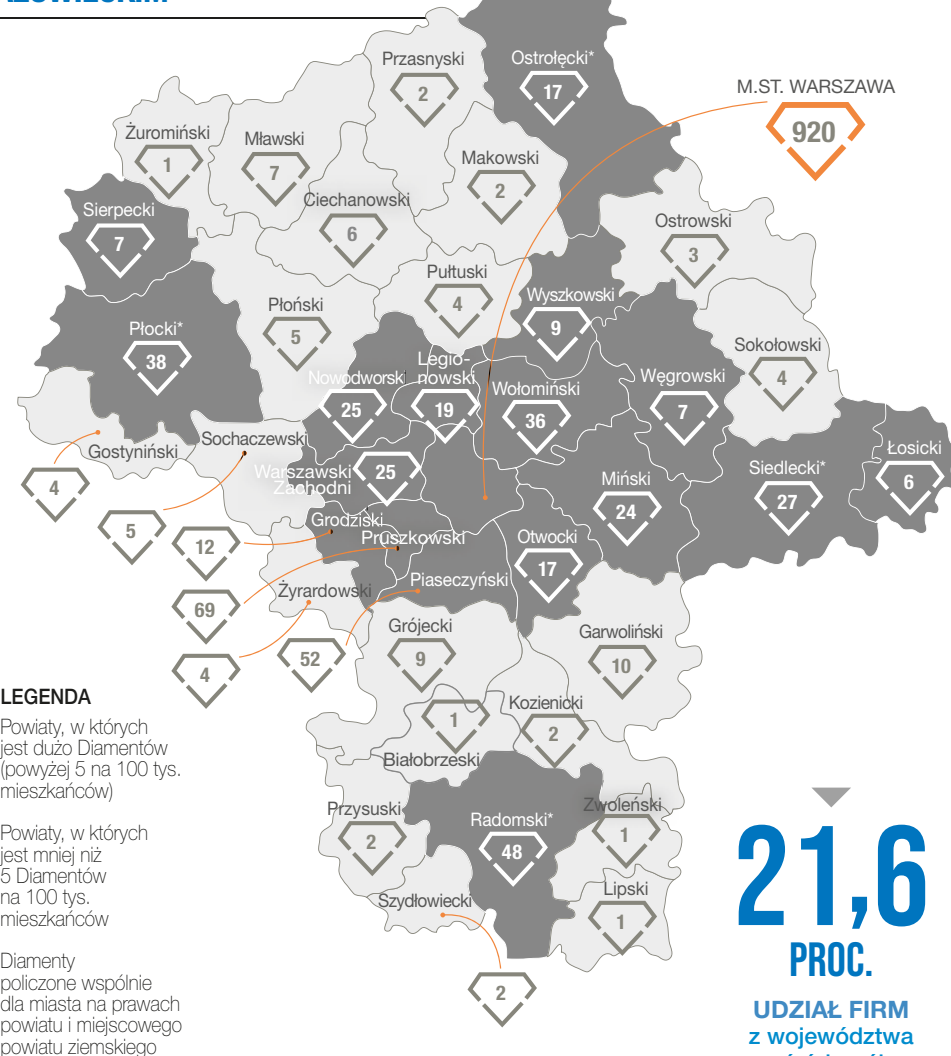 Ostrołęcki*
17
Przasnyski
2
M.ST. WARSZAWA
920
Żuromiński
1
Mławski
7
Makowski
2
Ciechanowski
6
Sierpecki
7
Ostrowski
3
Pułtuski
4
Wyszkowski
9
Płoński
5
Płocki*
38
Sokołowski
4
Legio-
nowski
19
Nowodworski
25
Wołomiński
36
Węgrowski
7
Gostyniński
4
Sochaczewski
5
Warszawski
Zachodni
25
Miński
24
Siedlecki*
27
Łosicki
6
Grodziski
12
Pruszkowski
69
Otwocki
17
Żyrardowski
4
Piaseczyński
52
Grójecki
9
Garwoliński
10
Kozienicki
2
1
Białobrzeski
Przysuski
2
Radomski*
48
Zwoleński
1
Szydłowiecki
2
Lipski
1
LEGENDA
Powiaty, w których
jest dużo Diamentów
(powyżej 5 na 100 tys.
mieszkańców)
Powiaty, w których
jest mniej niż
5 Diamentów
na 100 tys.
mieszkańców
Diamenty
policzone wspólnie
dla miasta na prawach
powiatu i miejscowego
powiatu ziemskiego
21,6
PROC.
UDZIAŁ FIRM
z województwa